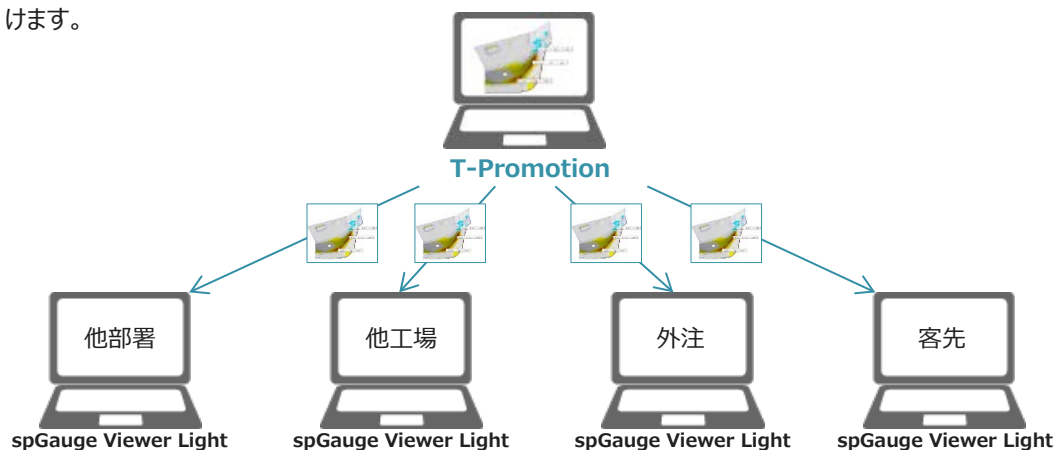 けます。
T-Promotion
他部署
他工場
外注
客先
spGauge Viewer Light
spGauge Viewer Light
spGauge Viewer Light
spGauge Viewer Light